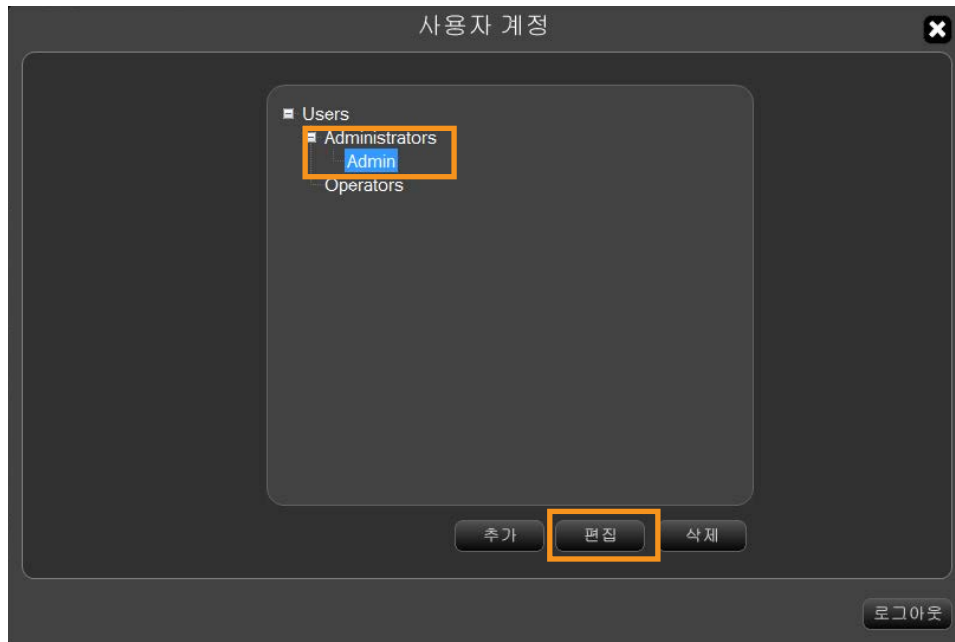 사용자 계정
Users
Administrators
Admin
Operators
추가 편집 삭제
로그아웃